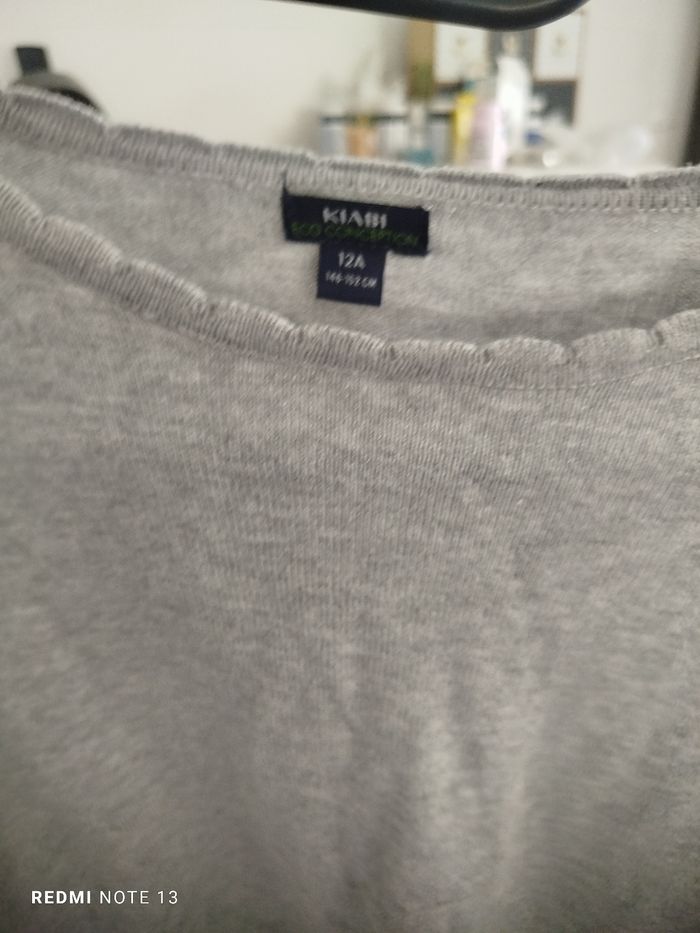 KIABI
ECO CONCEPTION
12A
146-152 CM
REDMI NOTE 13